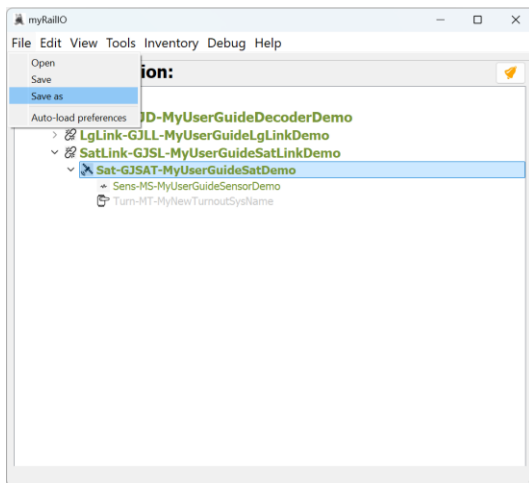 myRailIO
File Edit View Tools Inventory Debug Help
Open
Save
Save as
Auto-load preferences
ion:
JD-MyUserGuideDecoderDemo
LgLink-GJLL-MyUserGuideLgLinkDemo
SatLink-GJSL-MyUserGuideSatLinkDemo
Sat-GJSAT-MyUserGuideSatDemo
Sens-MS-MyUserGuideSensorDemo
Turn-MT-MyNewTurnoutSysName